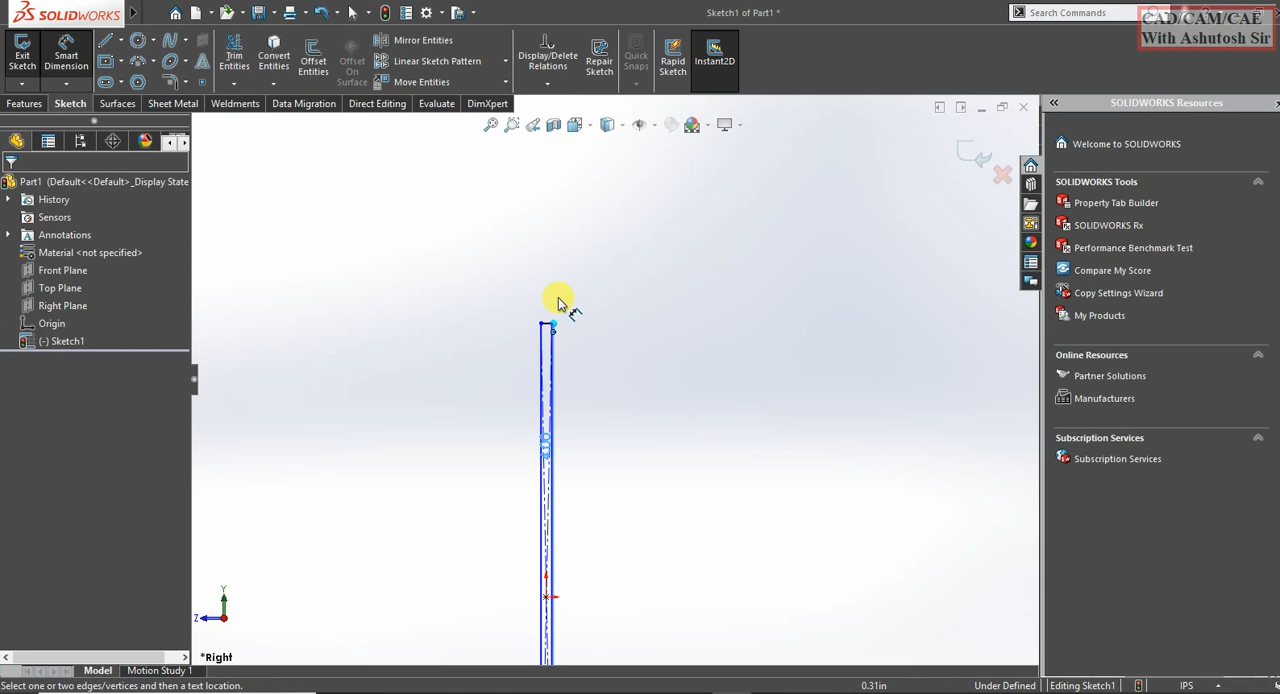 SOLIDWORKS
Sketch1 of Part1 *
Search Commands
CAD/CAM/CAE
With Ashutosh Sir
Exit Sketch
Smart Dimension
Trim Entities
Convert Entities
Offset Entities
Offset On Surface
Mirror Entities
Linear Sketch Pattern
Move Entities
Display/Delete Relations
Repair Sketch
Quick Snaps
Rapid Sketch
Instant2D
Features
Sketch
Surfaces
Sheet Metal
Weldments
Data Migration
Direct Editing
Evaluate
DimXpert
Part1 (Default<<Default>_Display State
History
Sensors
Annotations
Material <not specified>
Front Plane
Top Plane
Right Plane
Origin
(-) Sketch1
Y
Z
*Right
SOLIDWORKS Resources
Welcome to SOLIDWORKS
SOLIDWORKS Tools
Property Tab Builder
SOLIDWORKS Rx
Performance Benchmark Test
Compare My Score
Copy Settings Wizard
My Products
Online Resources
Partner Solutions
Manufacturers
Subscription Services
Subscription Services
Model
Motion Study 1
Select one or two edges/vertices and then a text location.
0.31in
Under Defined
Editing Sketch1
IPS